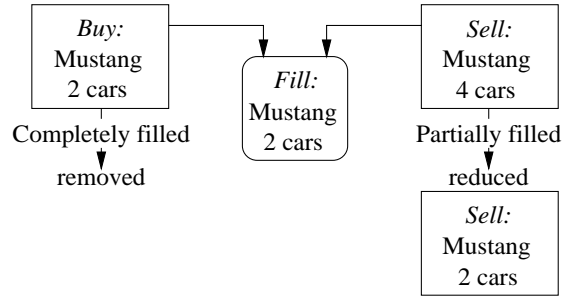 Buy:
Mustang
2 cars
Completely filled
removed
Fill:
Mustang
2 cars
Sell:
Mustang
4 cars
Partially filled
reduced
Sell:
Mustang
2 cars